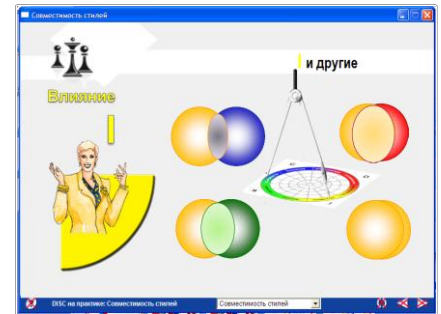 Совместимость стилей
I и другие
Влияние
I
DISC на практике: Совместимость стилей
Совместимость стилей